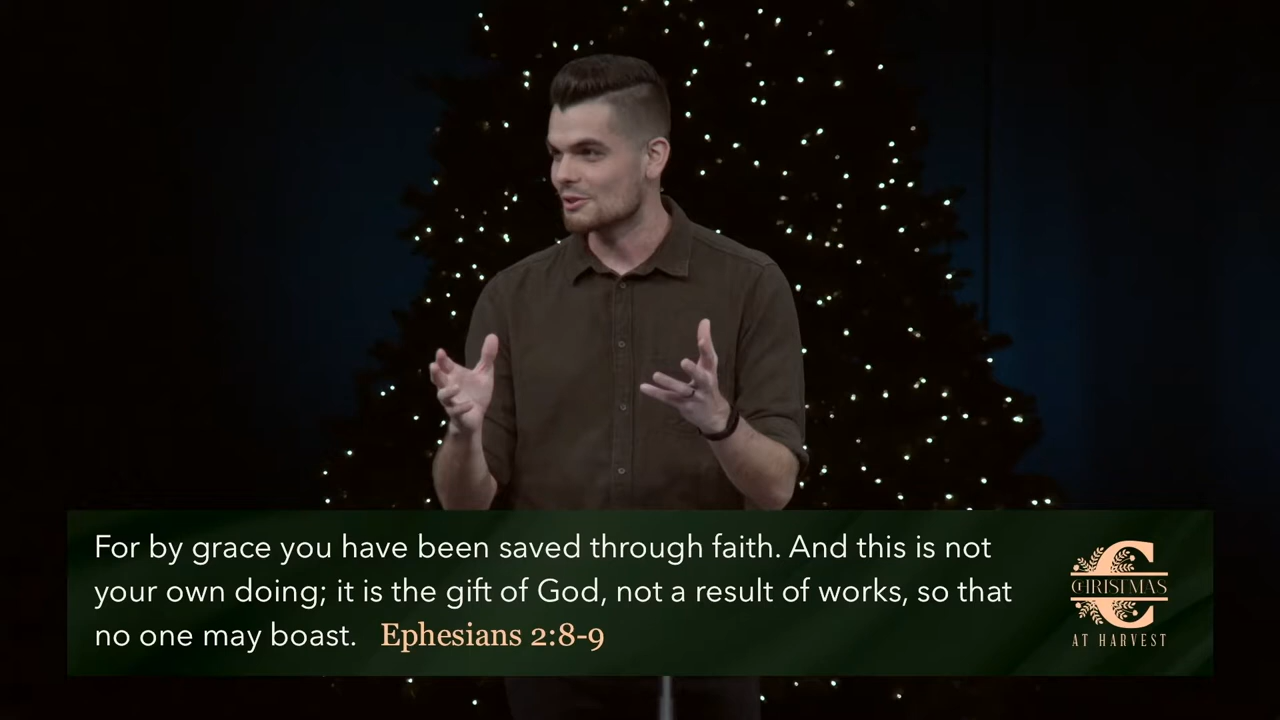 For by grace you have been saved through faith. And this is not
your own doing; it is the gift of God, not a result of works, so that
no one may boast. Ephesians 2:8-9
CHRISTMAS
AT HARVEST